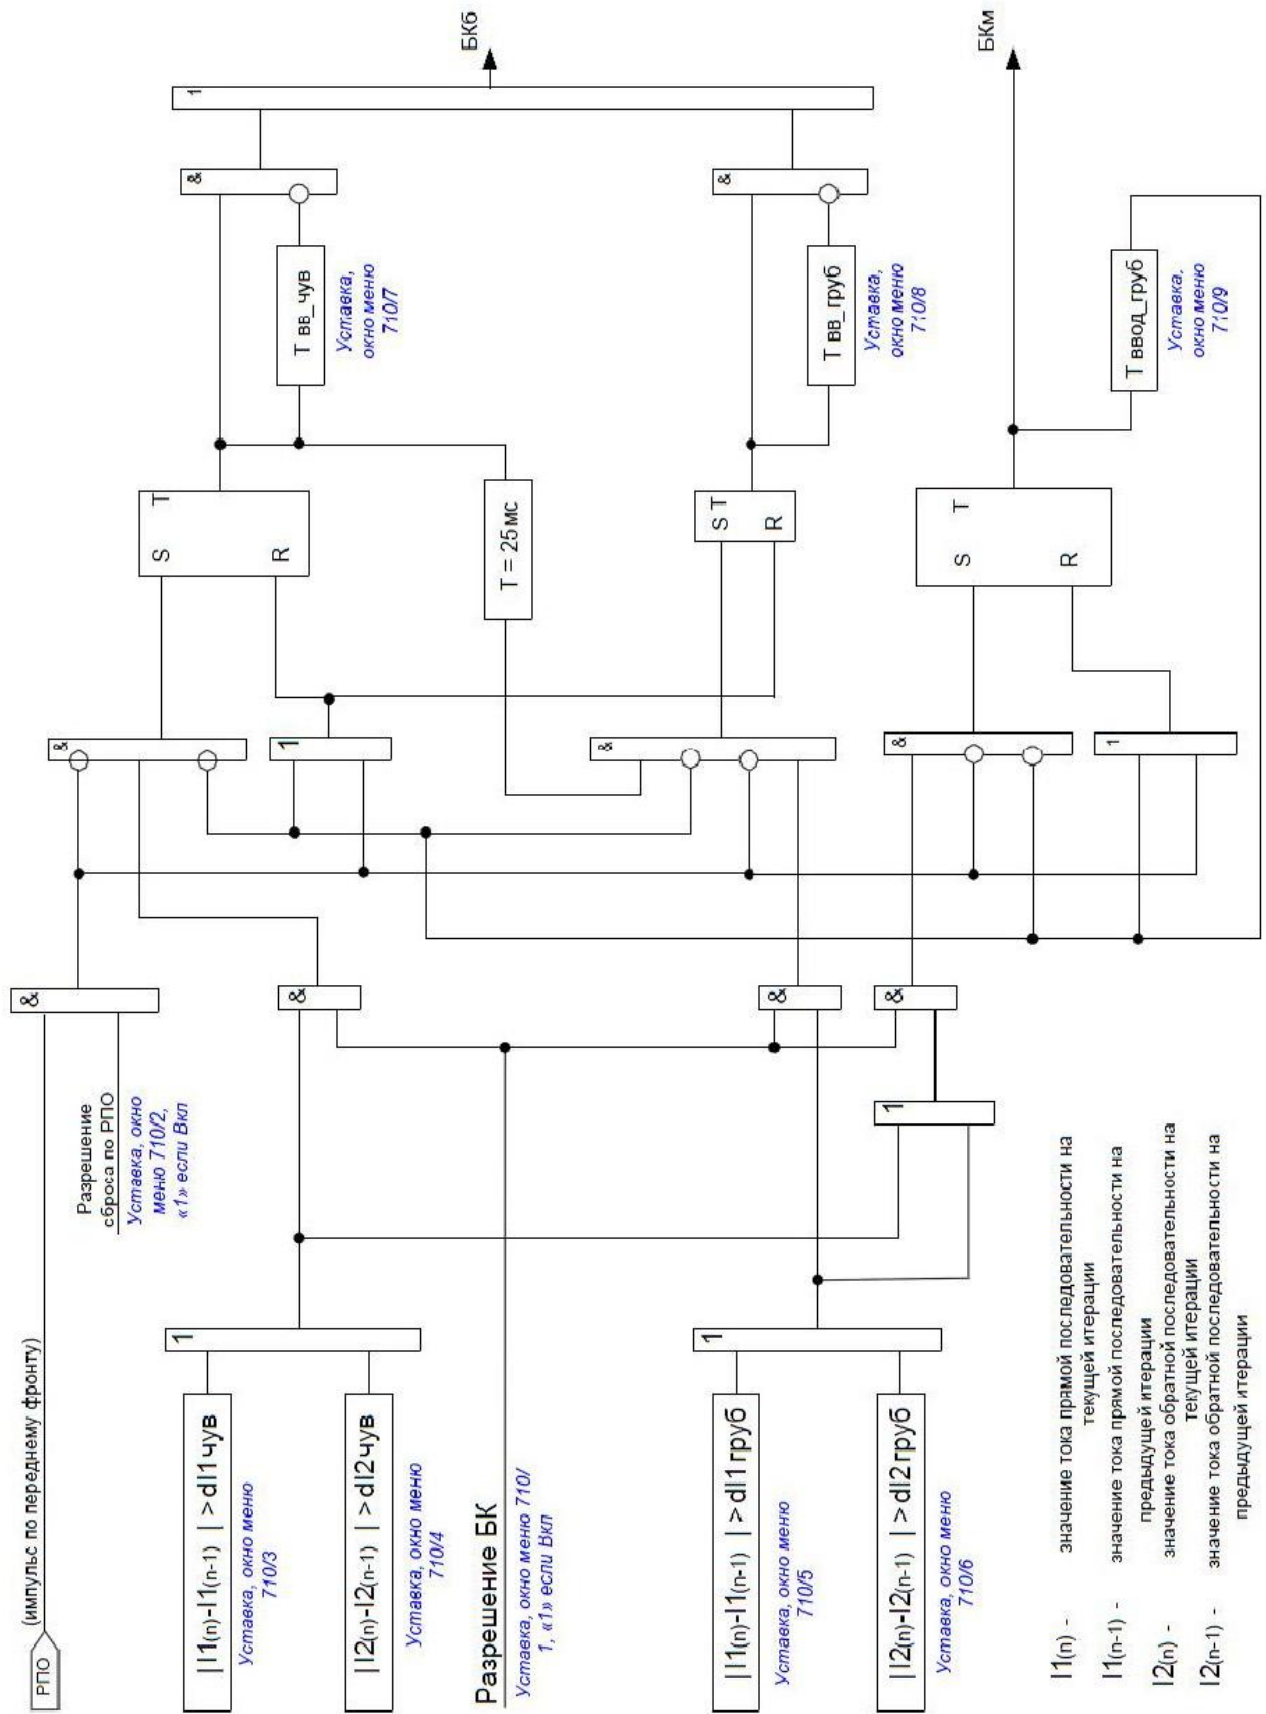 РПО
(импульс по переднему фронту)
&
Разрешение
сброса по РПО
Уставка, окно
меню 710/2,
«1» если Вкл
|I1(n)-I1(n-1) | > dI1чув
Уставка, окно меню
710/3
|I2(n)-I2(n-1) | > dI2чув
Уставка, окно меню
710/4
1
&
Разрешение БК
Уставка, окно меню 710/
1, «1» если Вкл
|I1(n)-I1(n-1) | > dI1груб
Уставка, окно меню
710/5
|I2(n)-I2(n-1) | > dI2груб
Уставка, окно меню
710/6
1
&
1
&
&
1
&
&
1
S T
R
T = 25мс
S T
R
S T
R
Т вв_чув
Уставка,
окно меню
710/7
Т вв_груб
Уставка,
окно меню
710/8
Т ввод_груб
Уставка,
окно меню
710/9
&
&
1
БКб
БКм
I1(n) - значение тока прямой последовательности на
текущей итерации
I1(n-1) - значение тока прямой последовательности на
предыдущей итерации
I2(n) - значение тока обратной последовательности на
текущей итерации
I2(n-1) - значение тока обратной последовательности на
предыдущей итерации